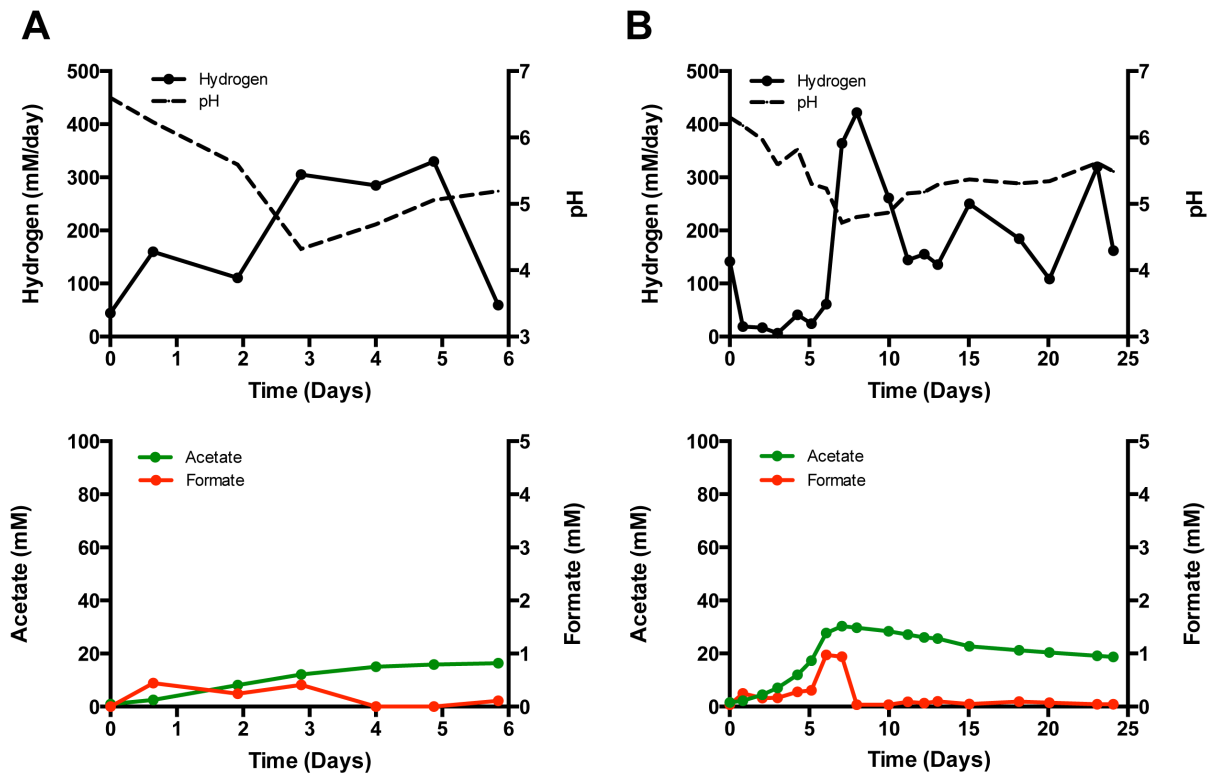 A
B
Hydrogen (mM/day)
500
400
300
200
100
0
Hydrogen
pH
7
6
5
4
3
pH
0 1 2 3 4 5 6
Time (Days)
Hydrogen (mM/day)
500
400
300
200
100
0
Hydrogen
pH
7
6
5
4
3
pH
0 5 10 15 20 25
Time (Days)
Acetate (mM)
100
80
60
40
20
0
Acetate
Formate
5
4
3
2
1
0
Formate (mM)
0 1 2 3 4 5 6
Time (Days)
Acetate (mM)
100
80
60
40
20
0
Acetate
Formate
5
4
3
2
1
0
Formate (mM)
0 5 10 15 20 25
Time (Days)